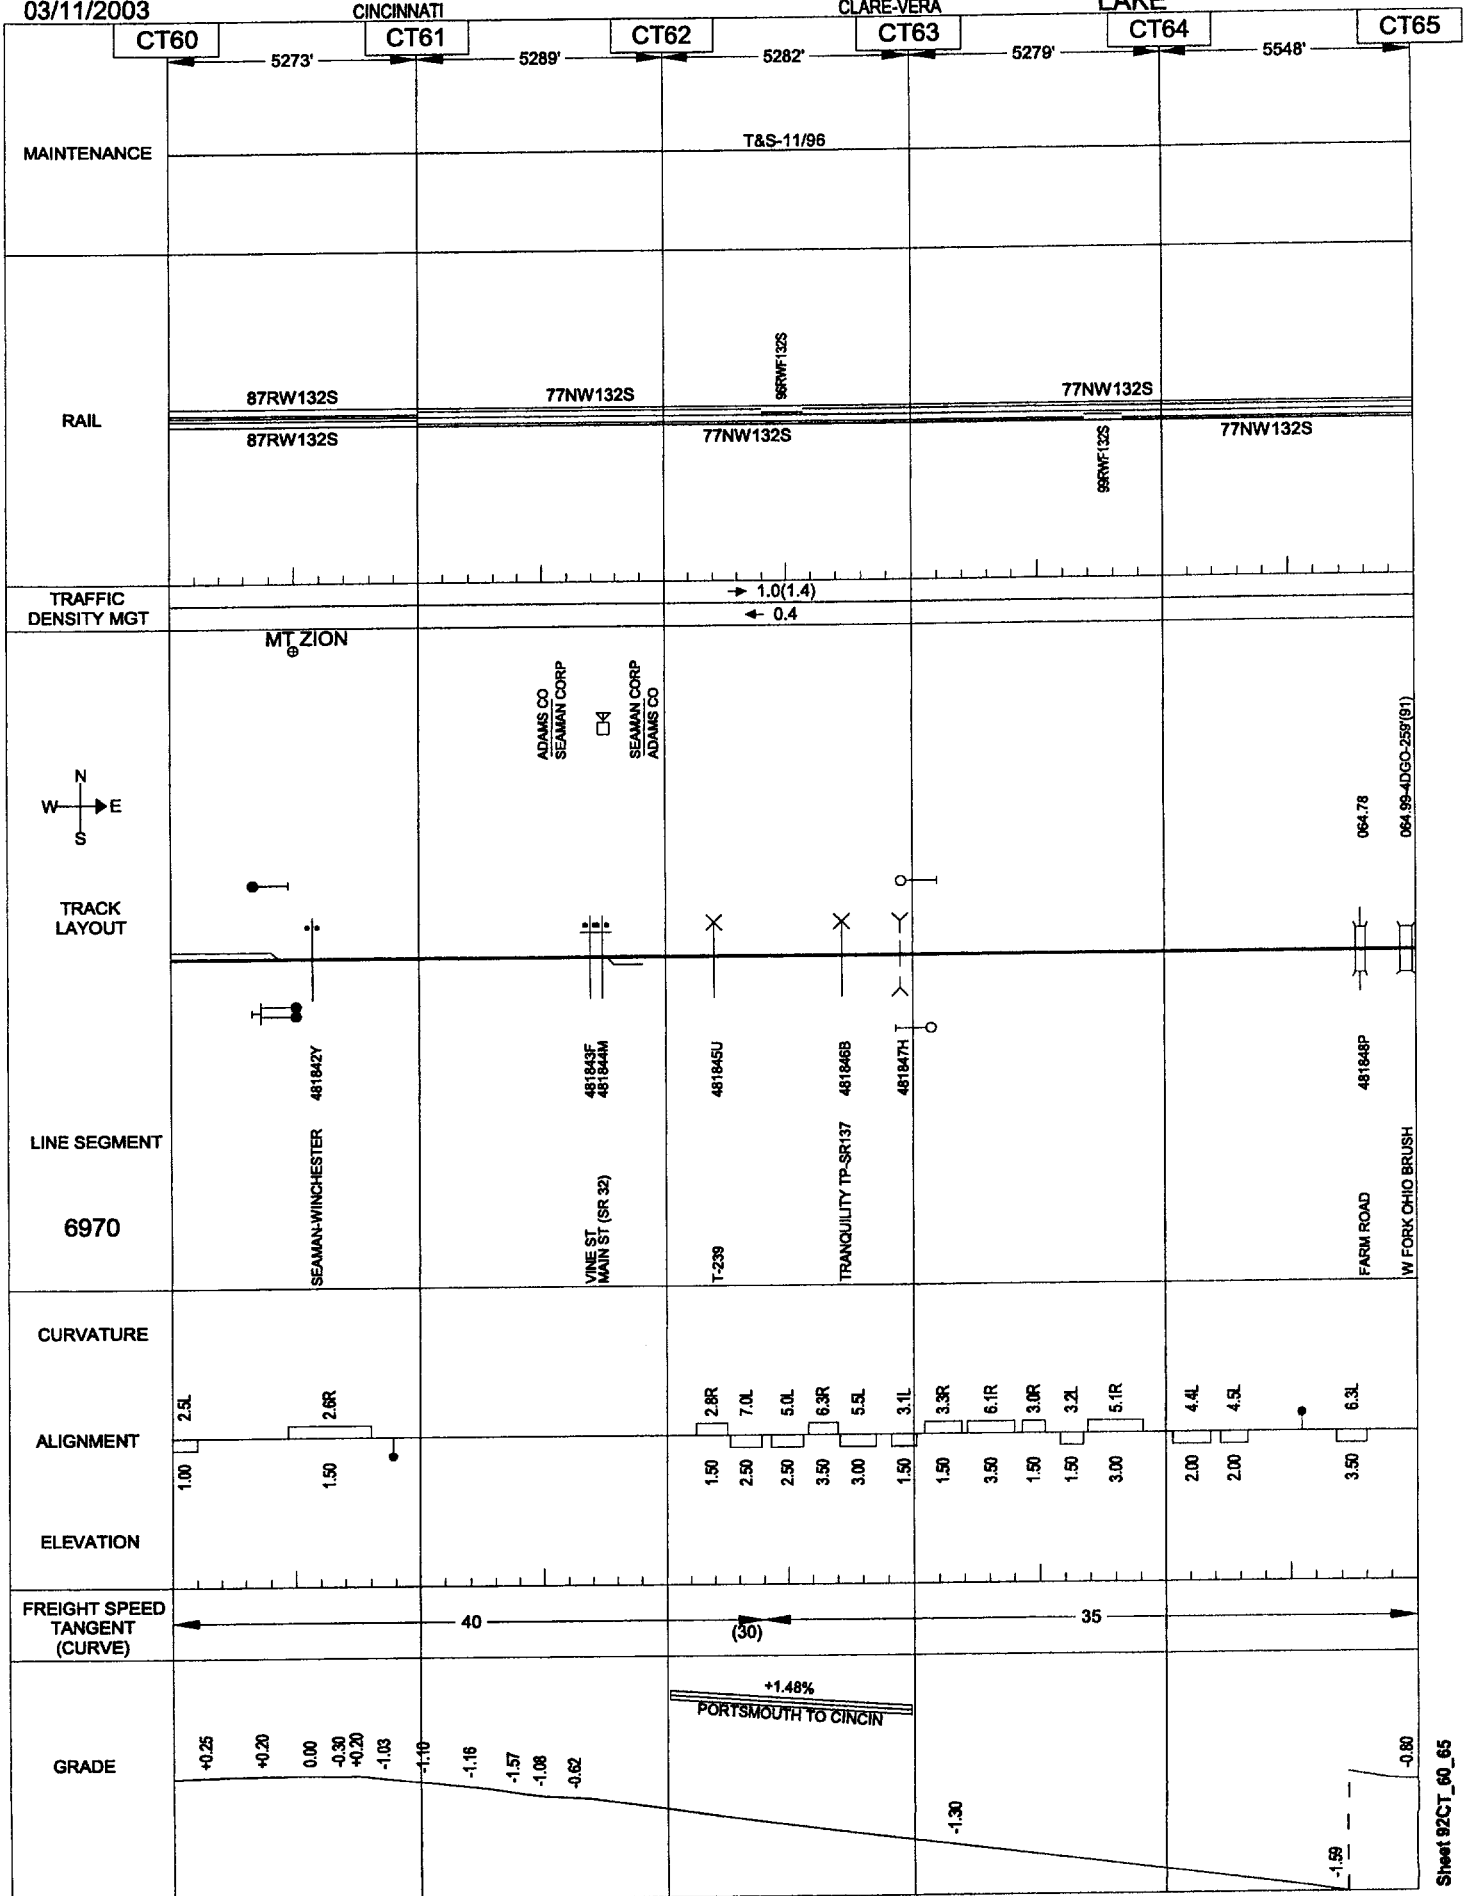 03/11/2003
CINCINNATI
CLARE-VERA
LAKE
CT60
CT61
CT62
CT63
CT64
CT65
5273'
5289'
5282'
5279'
5548'
MAINTENANCE
T&S-11/96
RAIL
87RW132S
77NW132S
96RWF132S
77NW132S
87RW132S
77NW132S
99RWF132S
77NW132S
TRAFFIC
DENSITY MGT
1.0(1.4)
0.4
MT ZION
ADAMS CO
SEAMAN CORP
SEAMAN CORP
ADAMS CO
N
W E
S
064.78
064.99-4DGO-259'(91)
TRACK
LAYOUT
481842Y
481843F
481844M
481845U
481846B
481847H
481848P
LINE SEGMENT
6970
SEAMAN-WINCHESTER
VINE ST
MAIN ST (SR 32)
T-239
TRANQUILITY TP-SR137
FARM ROAD
W FORK OHIO BRUSH
CURVATURE
2.5L
2.6R
2.8R
7.0L
5.0L
6.3R
5.5L
3.1L
3.3R
6.1R
3.0R
3.2L
5.1R
4.4L
4.5L
6.3L
ALIGNMENT
1.00
1.50
1.50
2.50
2.50
3.50
3.00
1.50
1.50
3.50
1.50
1.50
3.00
2.00
2.00
3.50
ELEVATION
FREIGHT SPEED
TANGENT
(CURVE)
40
(30)
35
+1.48%
PORTSMOUTH TO CINCIN
GRADE
+0.25
+0.20
0.00
-0.30
+0.20
-1.03
-1.10
-1.16
-1.57
-1.08
-0.62
-1.30
-1.59
-0.80
Sheet 92CT_60_65